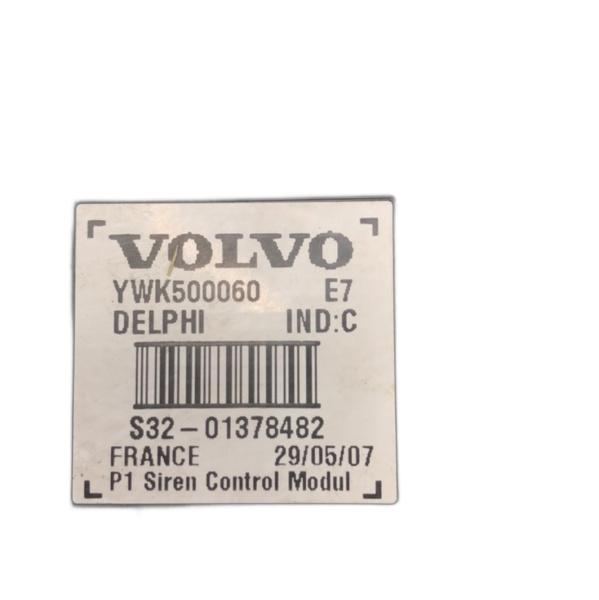 VOLVO
YWK500060 E7
DELPHI IND:C
S32-01378482
FRANCE 29/05/07
P1 Siren Control Modul